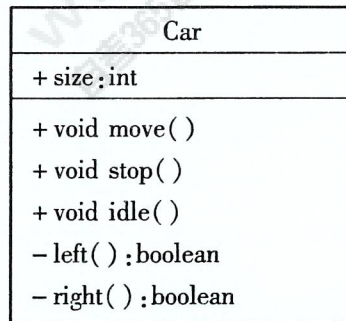 Car
+ size:int
+ void move( )
+ void stop( )
+ void idle( )
− left( ):boolean
− right( ):boolean